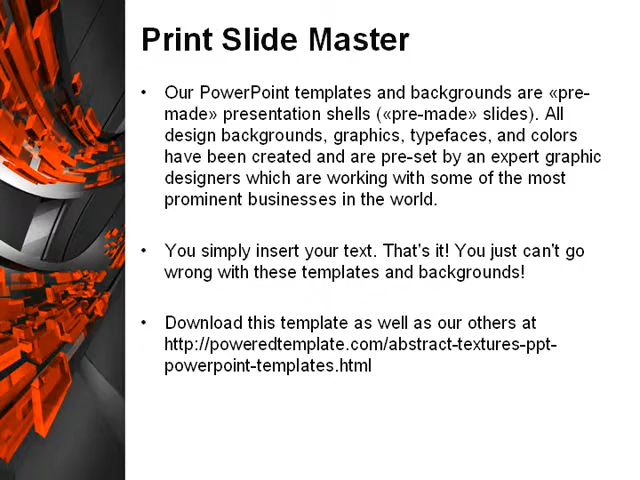 Print Slide Master
• Our PowerPoint templates and backgrounds are «pre-
made» presentation shells («pre-made» slides). All
design backgrounds, graphics, typefaces, and colors
have been created and are pre-set by an expert graphic
designers which are working with some of the most
prominent businesses in the world.
• You simply insert your text. That's it! You just can't go
wrong with these templates and backgrounds!
• Download this template as well as our others at
http://poweredtemplate.com/abstract-textures-ppt-
powerpoint-templates.html